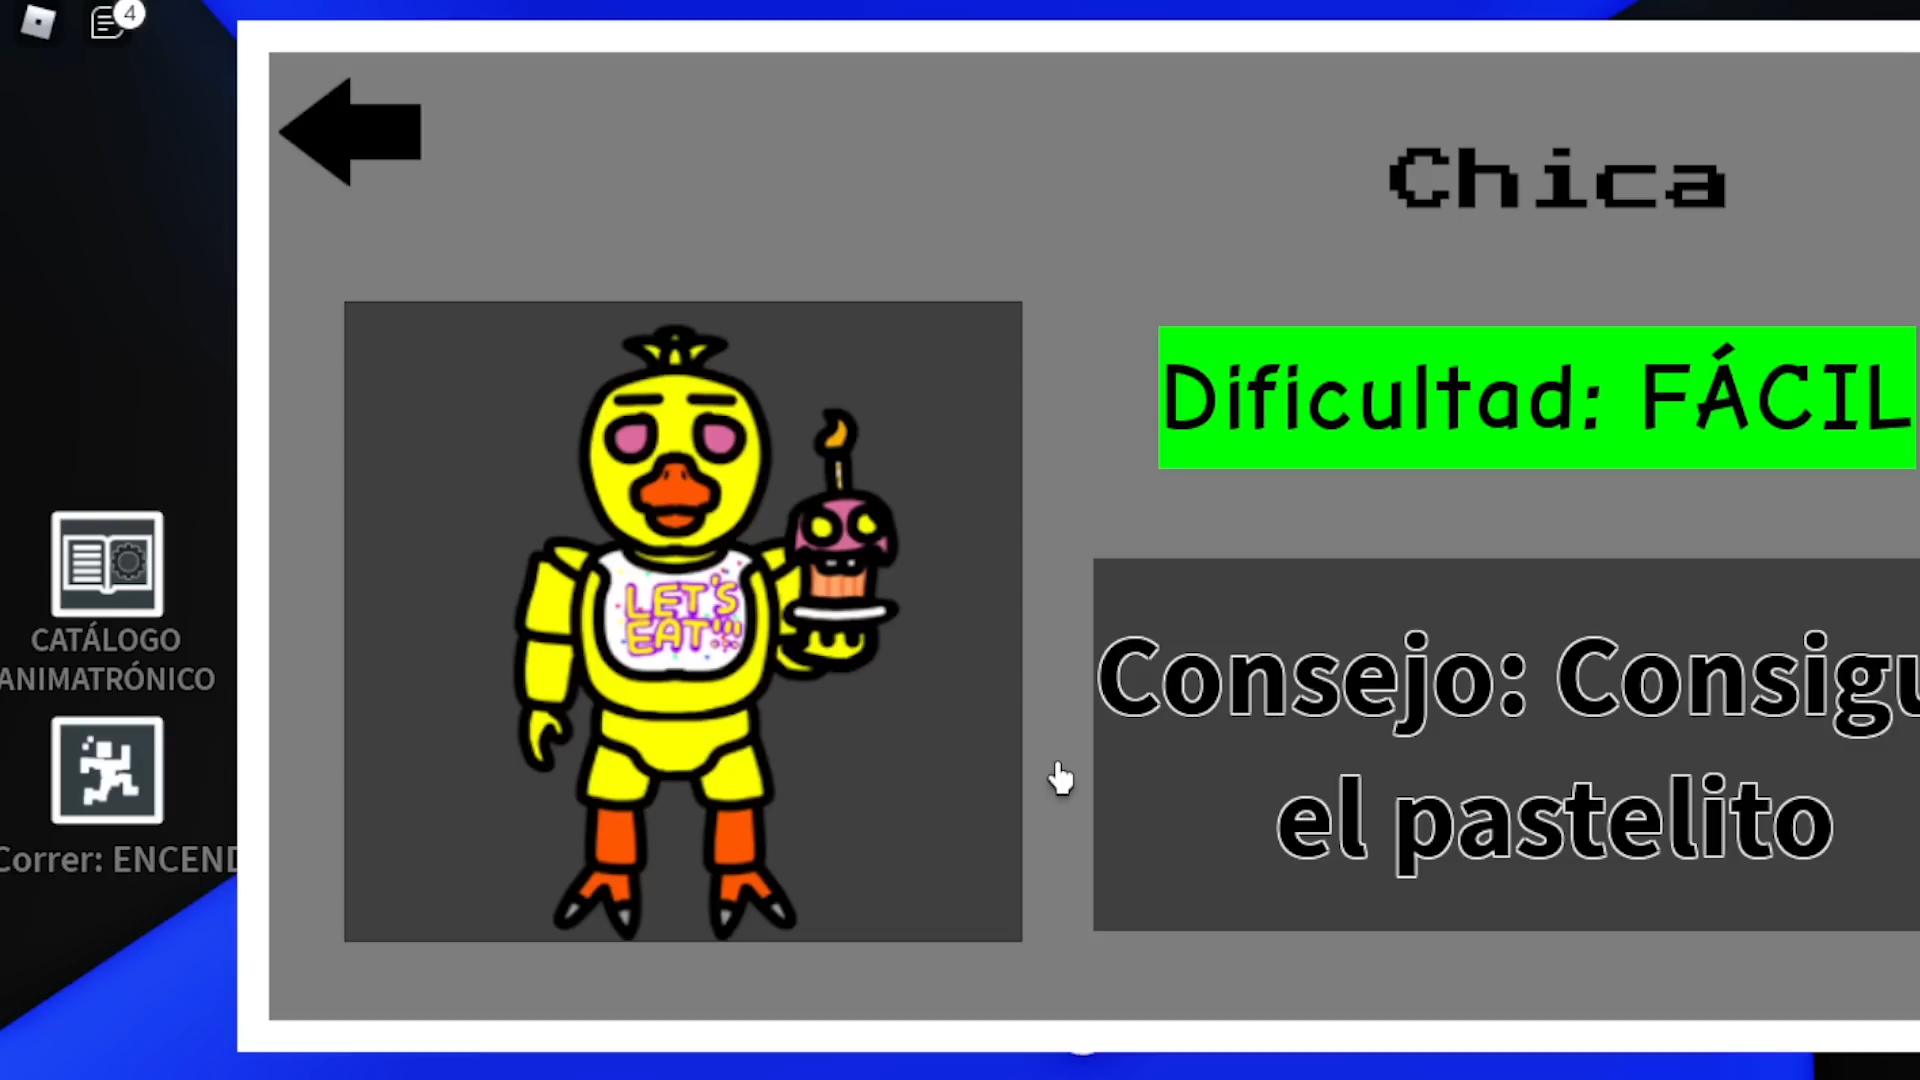 4
Chica
Dificultad: FÁCIL
LET'S
EAT!!!
Consejo: Consigu
el pastelito
CATÁLOGO
ANIMATRÓNICO
Correr: ENCEND